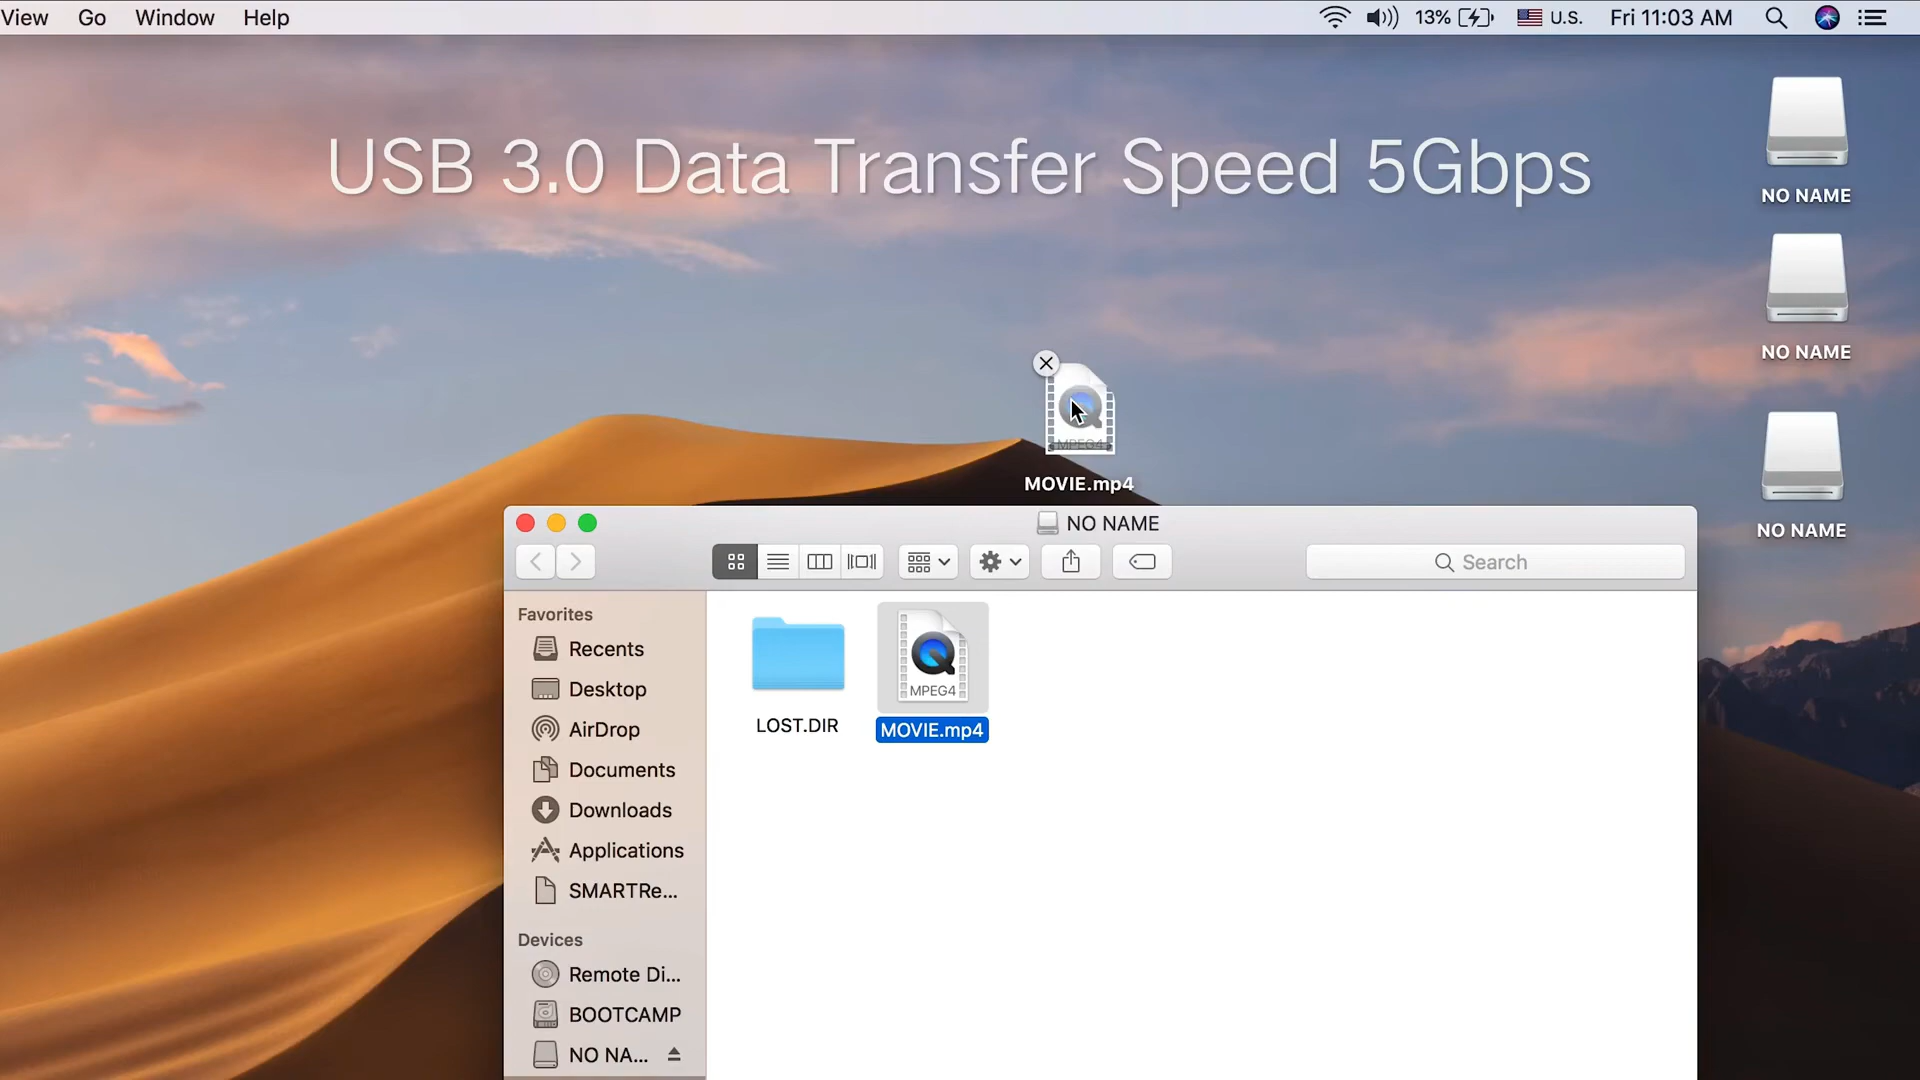 View Go Window Help 13% U.S. Fri 11:03 AM
USB 3.0 Data Transfer Speed 5Gbps
NO NAME
NO NAME
NO NAME
MPEG4
MOVIE.mp4
NO NAME
Search
Favorites
Recents
Desktop
AirDrop
Documents
Downloads
Applications
SMARTRe...
Devices
Remote Di...
BOOTCAMP
NO NA...
LOST.DIR
MPEG4
MOVIE.mp4